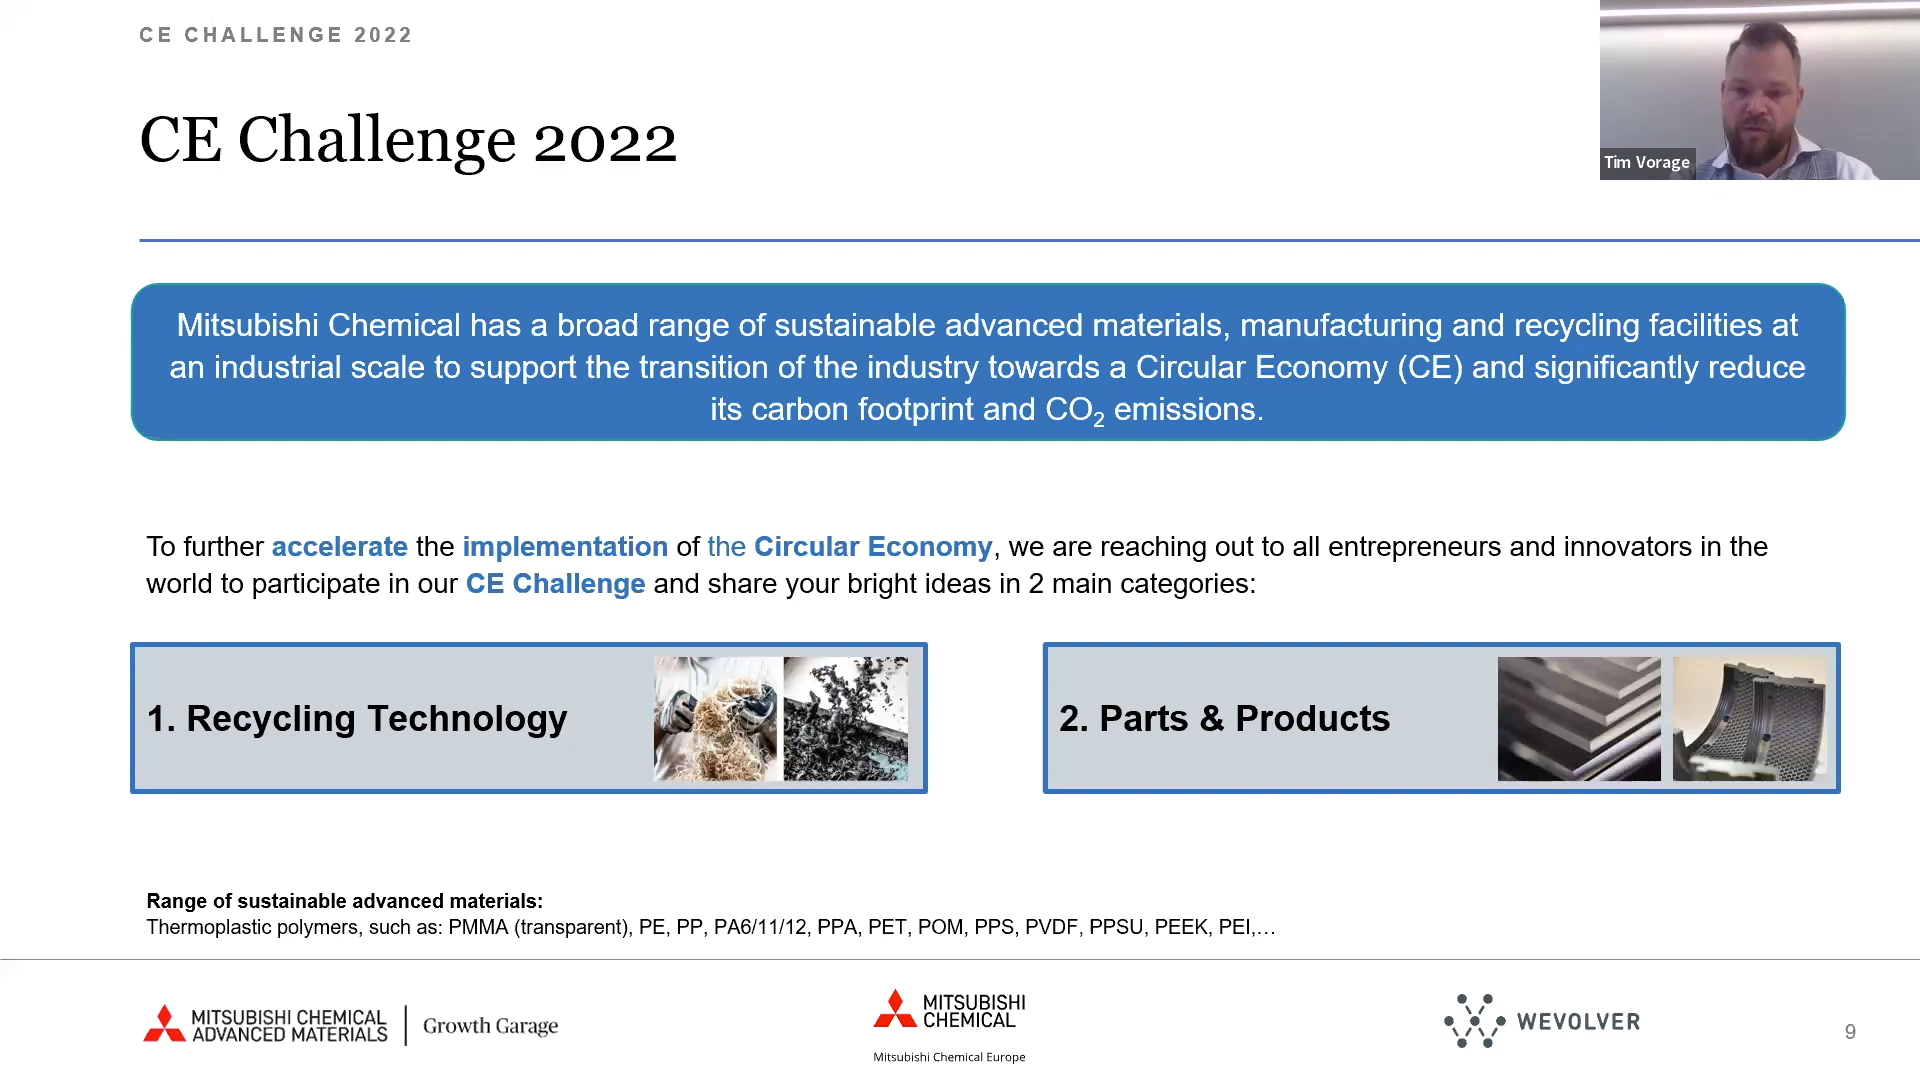 CE CHALLENGE 2022
CE Challenge 2022
Tim Vorage
Mitsubishi Chemical has a broad range of sustainable advanced materials, manufacturing and recycling facilities at
an industrial scale to support the transition of the industry towards a Circular Economy (CE) and significantly reduce
its carbon footprint and CO₂ emissions.
To further accelerate the implementation of the Circular Economy, we are reaching out to all entrepreneurs and innovators in the
world to participate in our CE Challenge and share your bright ideas in 2 main categories:
1. Recycling Technology
2. Parts & Products
Range of sustainable advanced materials:
Thermoplastic polymers, such as: PMMA (transparent), PE, PP, PA6/11/12, PPA, PET, POM, PPS, PVDF, PPSU, PEEK, PEI,…
MITSUBISHI CHEMICAL
ADVANCED MATERIALS
Growth Garage
MITSUBISHI
CHEMICAL
Mitsubishi Chemical Europe
WEVOLVER
9